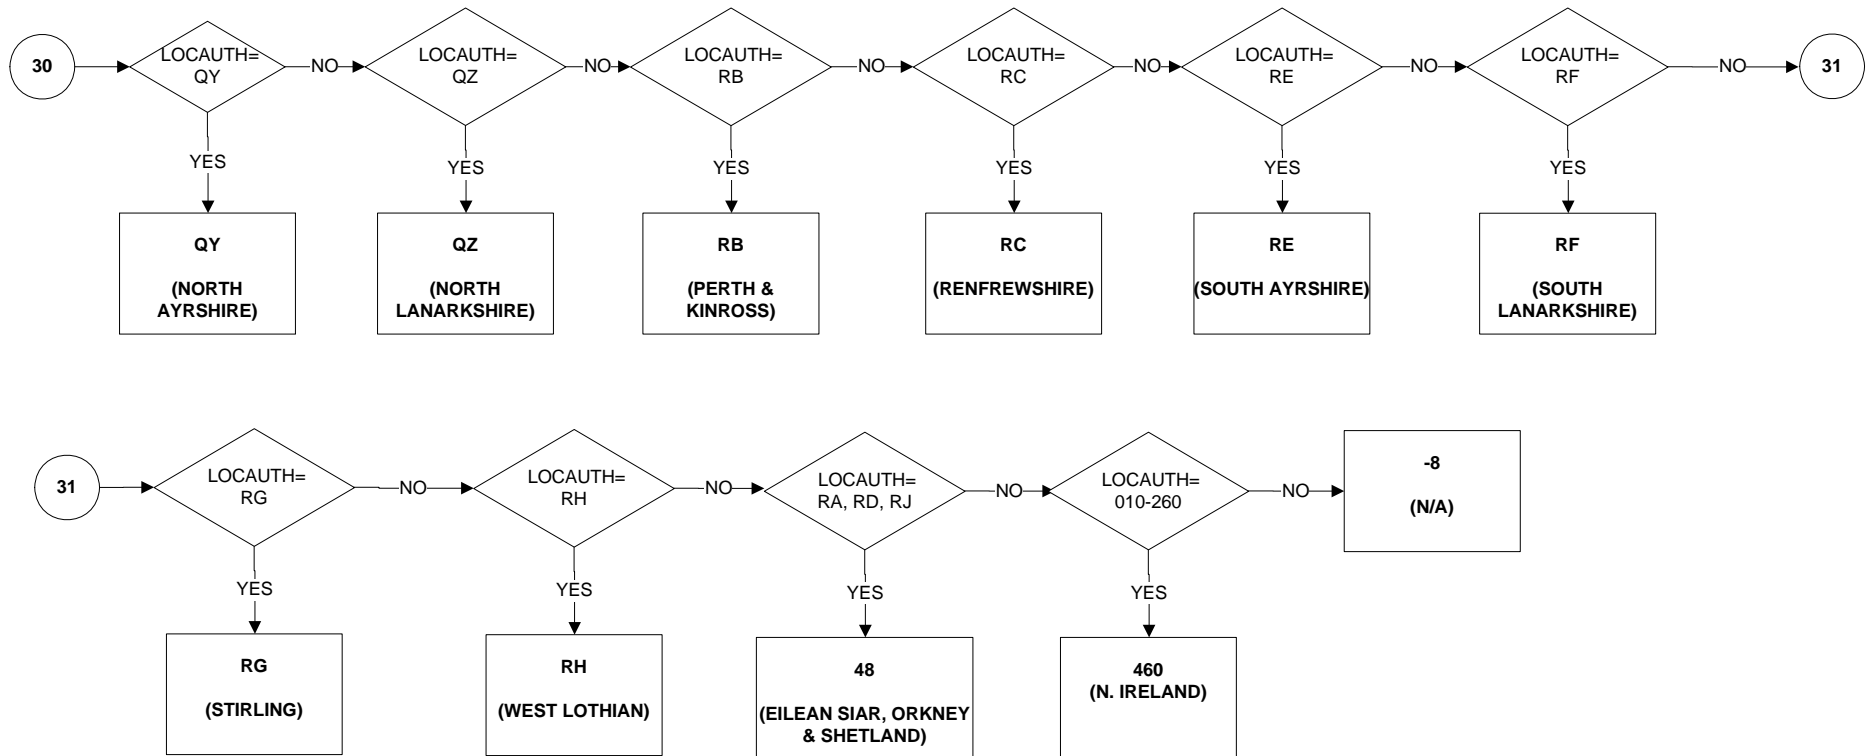 30
LOCAUTH=
QY
NO
LOCAUTH=
QZ
NO
LOCAUTH=
RB
NO
LOCAUTH=
RC
NO
LOCAUTH=
RE
NO
LOCAUTH=
RF
NO
31
YES
YES
YES
YES
YES
YES
QY
(NORTH
AYRSHIRE)
QZ
(NORTH
LANARKSHIRE)
RB
(PERTH &
KINROSS)
RC
(RENFREWSHIRE)
RE
(SOUTH AYRSHIRE)
RF
(SOUTH
LANARKSHIRE)
31
LOCAUTH=
RG
NO
LOCAUTH=
RH
NO
LOCAUTH=
RA, RD, RJ
NO
LOCAUTH=
010-260
NO
-8
(N/A)
YES
YES
YES
YES
RG
(STIRLING)
RH
(WEST LOTHIAN)
48
(EILEAN SIAR, ORKNEY
& SHETLAND)
460
(N. IRELAND)